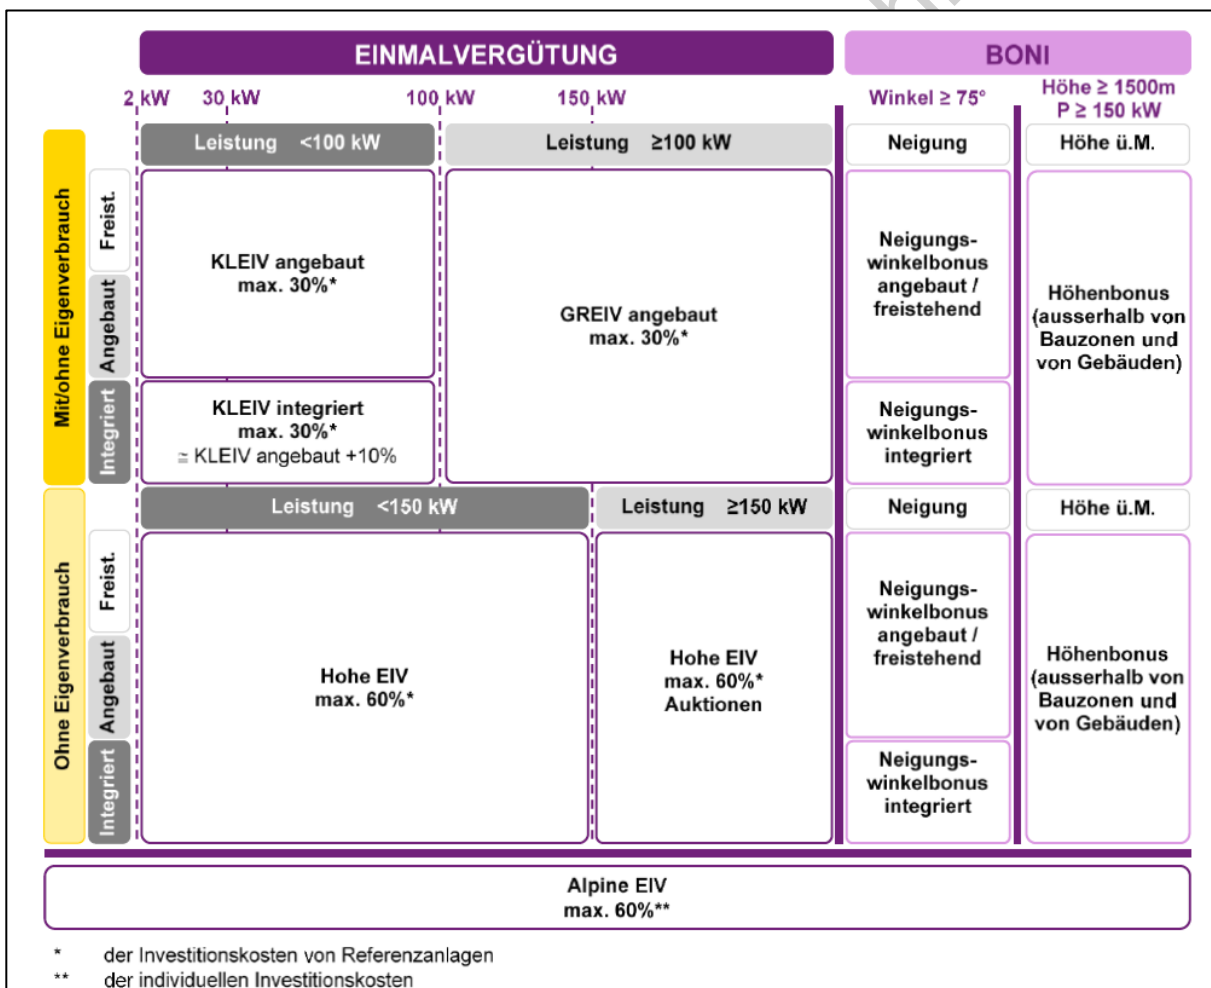 EINMALVERGÜTUNG
BONI
2 kW
30 kW
100 kW
150 kW
Winkel ≥ 75°
Höhe ≥ 1500m
P ≥ 150 kW
Mit/ohne Eigenverbrauch
Leistung <100 kW
Leistung ≥100 kW
Neigung
Höhe ü.M.
Freist.
Angebaut
Integriert
KLEIV angebaut
max. 30%*
KLEIV integriert
max. 30%*
≅ KLEIV angebaut +10%
GREIV angebaut
max. 30%*
Neigungs-
winkelbonus
angebaut /
freistehend
Neigungs-
winkelbonus
integriert
Höhenbonus
(ausserhalb von
Bauzonen und
von Gebäuden)
Ohne Eigenverbrauch
Leistung <150 kW
Leistung ≥150 kW
Neigung
Höhe ü.M.
Freist.
Angebaut
Integriert
Hohe EIV
max. 60%*
Hohe EIV
max. 60%*
Auktionen
Neigungs-
winkelbonus
angebaut /
freistehend
Neigungs-
winkelbonus
integriert
Höhenbonus
(ausserhalb von
Bauzonen und
von Gebäuden)
Alpine EIV
max. 60%**
* der Investitionskosten von Referenzanlagen
** der individuellen Investitionskosten